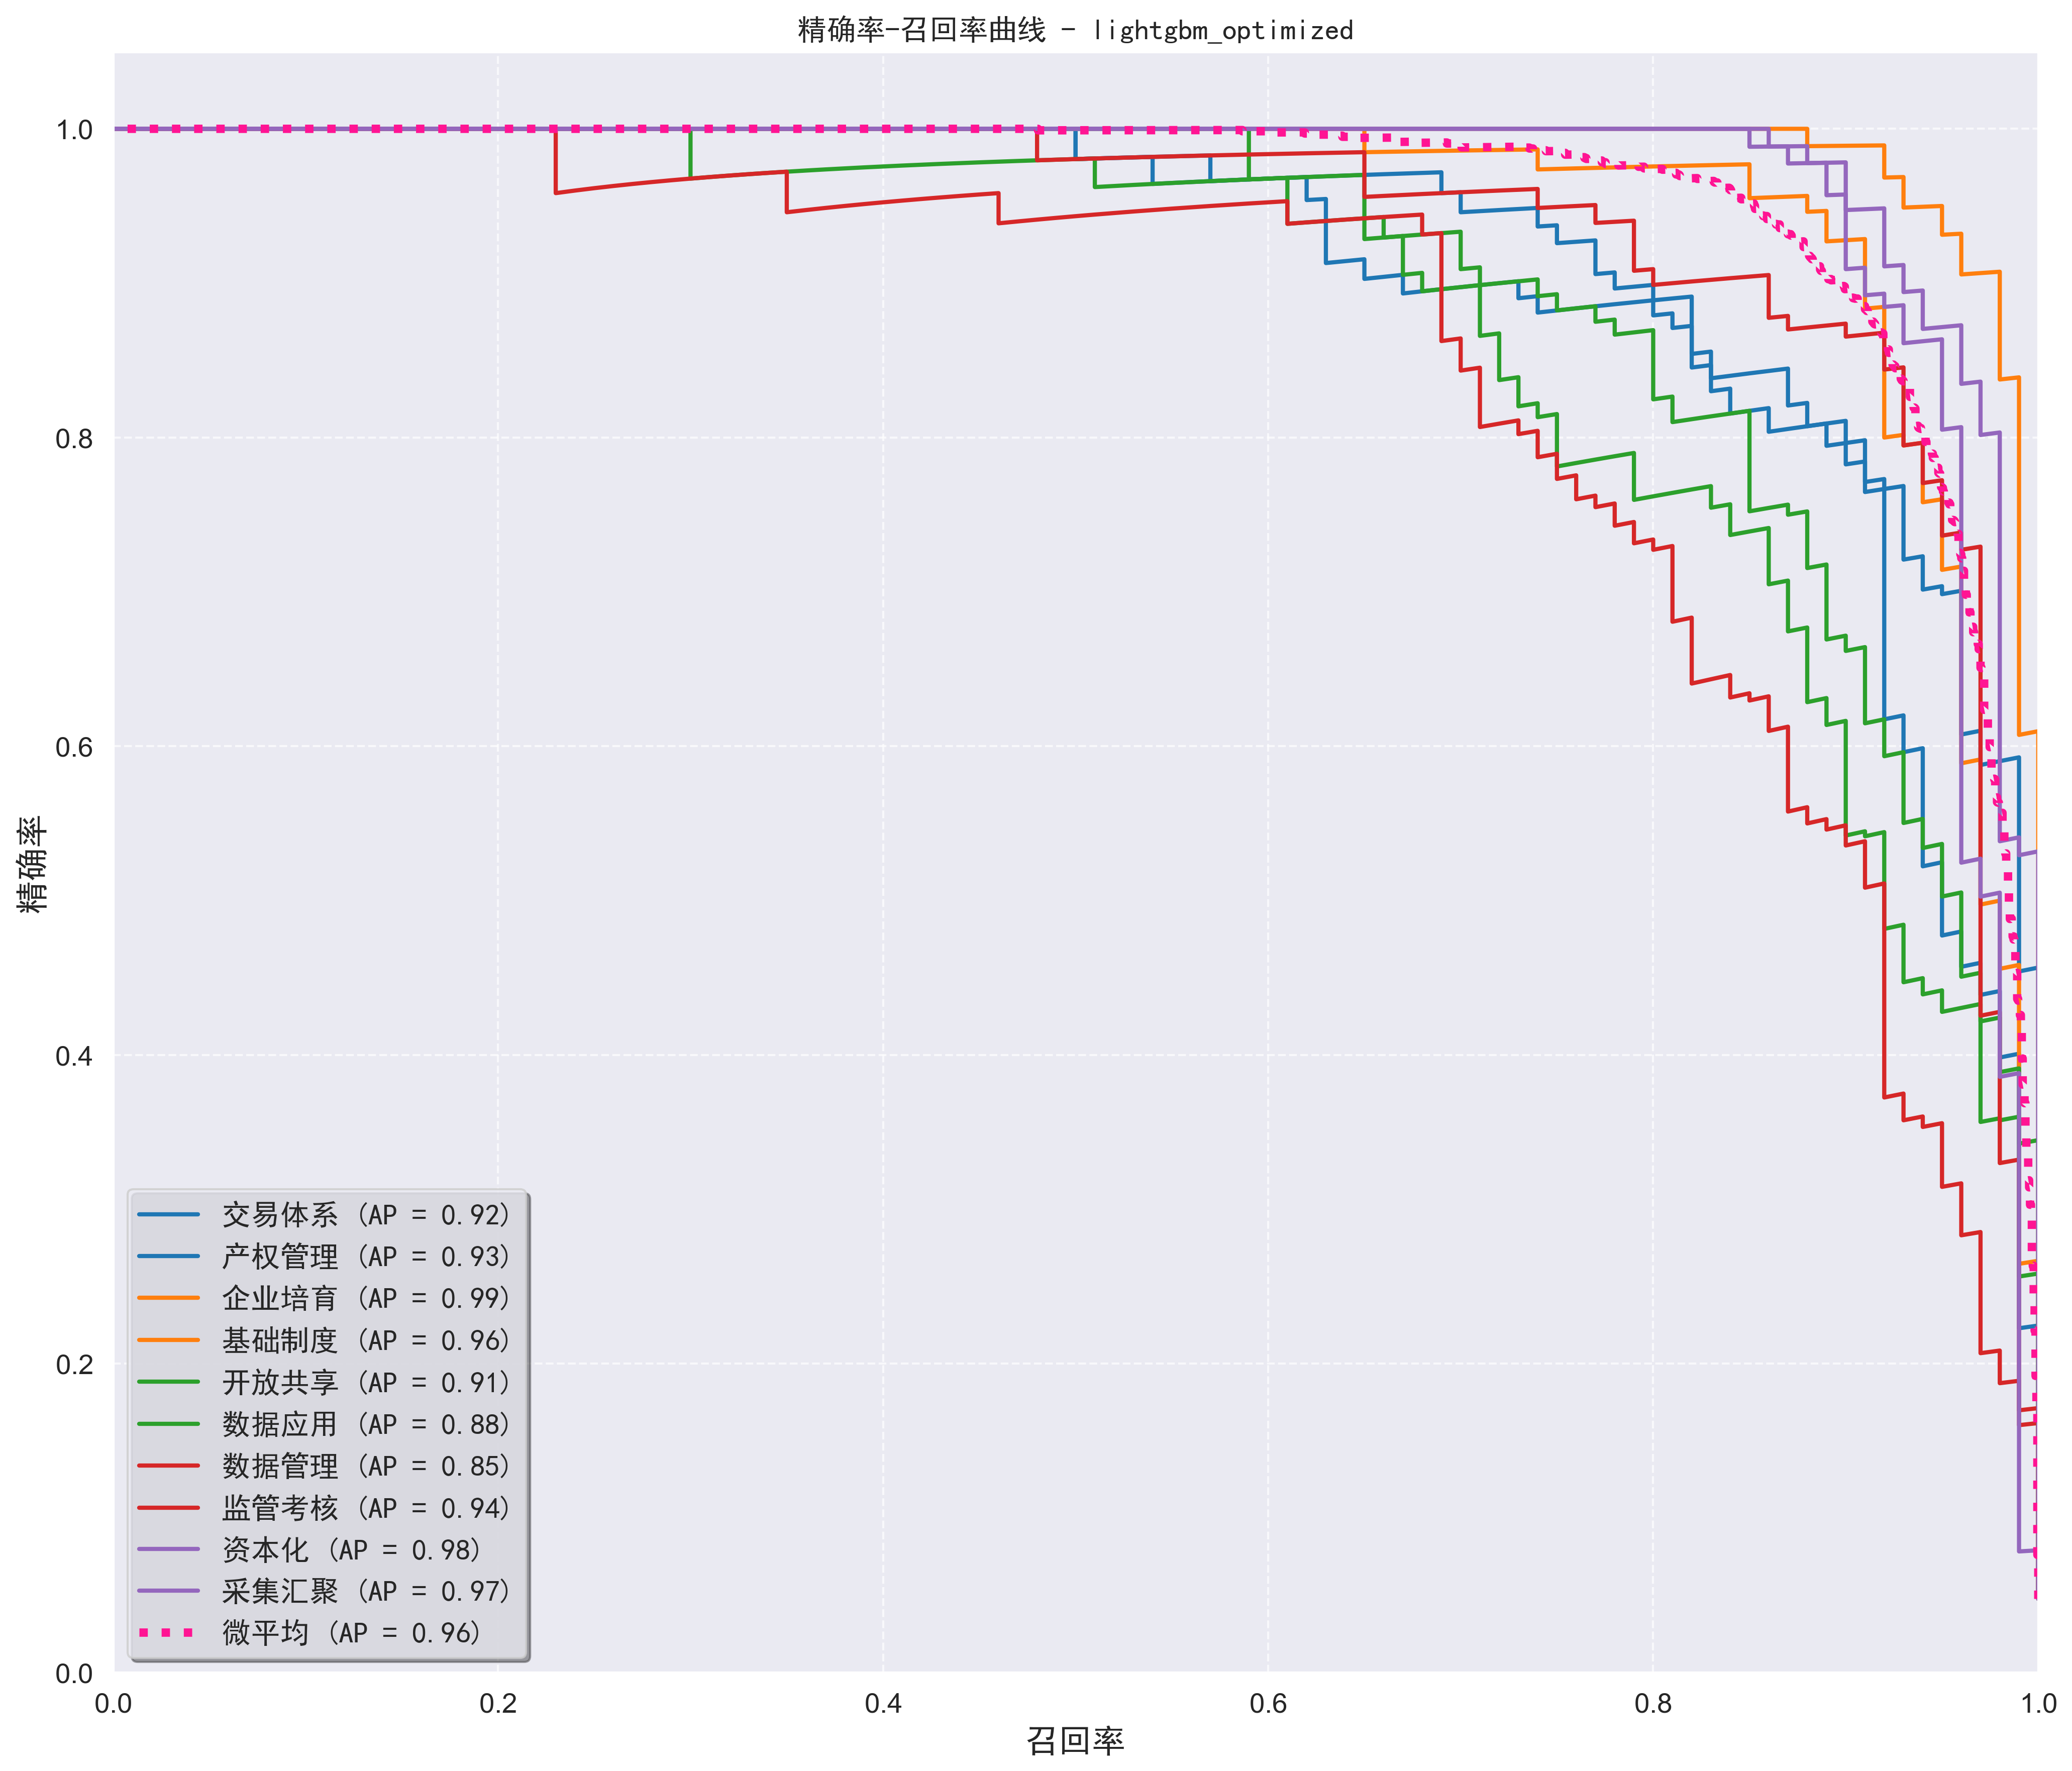 精确率-召回率曲线 - lightgbm_optimized
精确率
1.0
0.8
0.6
0.4
0.2
0.0
交易体系 (AP = 0.92)
产权管理 (AP = 0.93)
企业培育 (AP = 0.99)
基础制度 (AP = 0.96)
开放共享 (AP = 0.91)
数据应用 (AP = 0.88)
数据管理 (AP = 0.85)
监管考核 (AP = 0.94)
资本化 (AP = 0.98)
采集汇聚 (AP = 0.97)
微平均 (AP = 0.96)
0.0 0.2 0.4 0.6 0.8 1.0
召回率